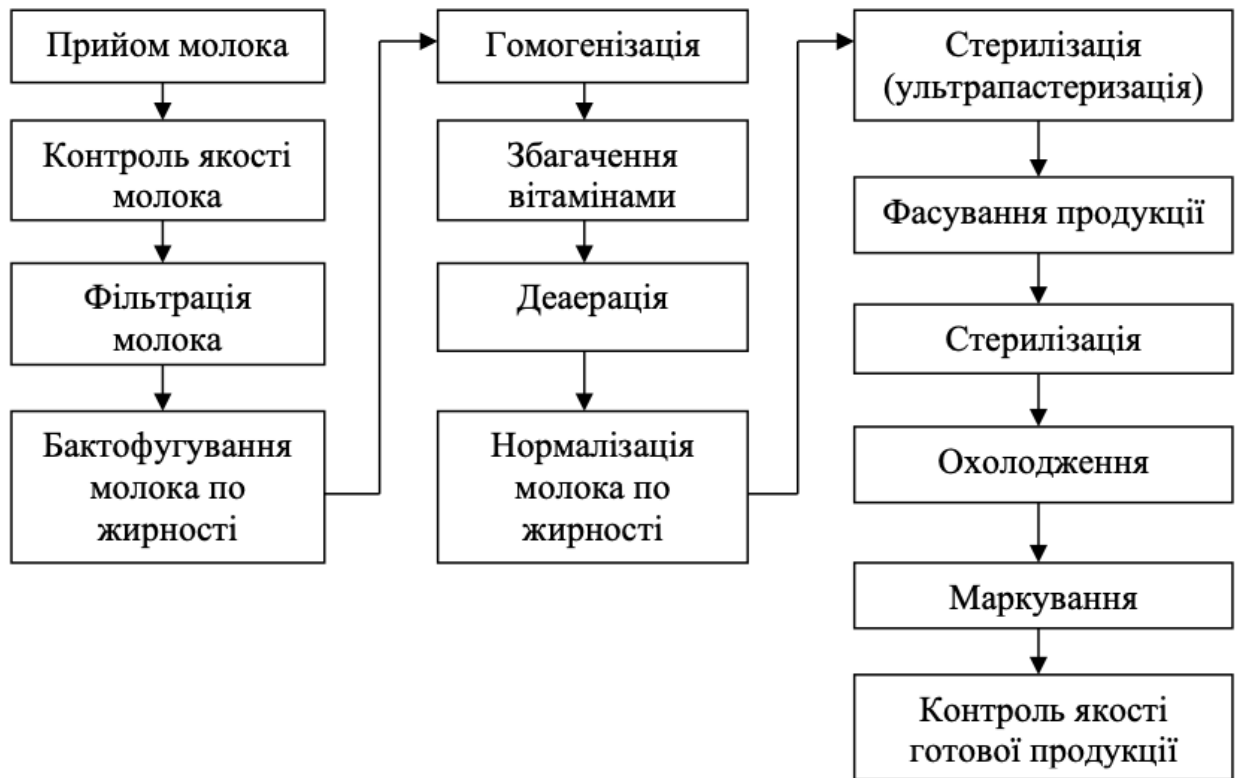 Прийом молока
Контроль якості
молока
Фільтрація
молока
Бактофугування
молока по
жирності
Гомогенізація
Збагачення
вітамінами
Деаерація
Нормалізація
молока по
жирності
Стерилізація
(ультрапастеризація)
Фасування продукції
Стерилізація
Охолодження
Маркування
Контроль якості
готової продукції